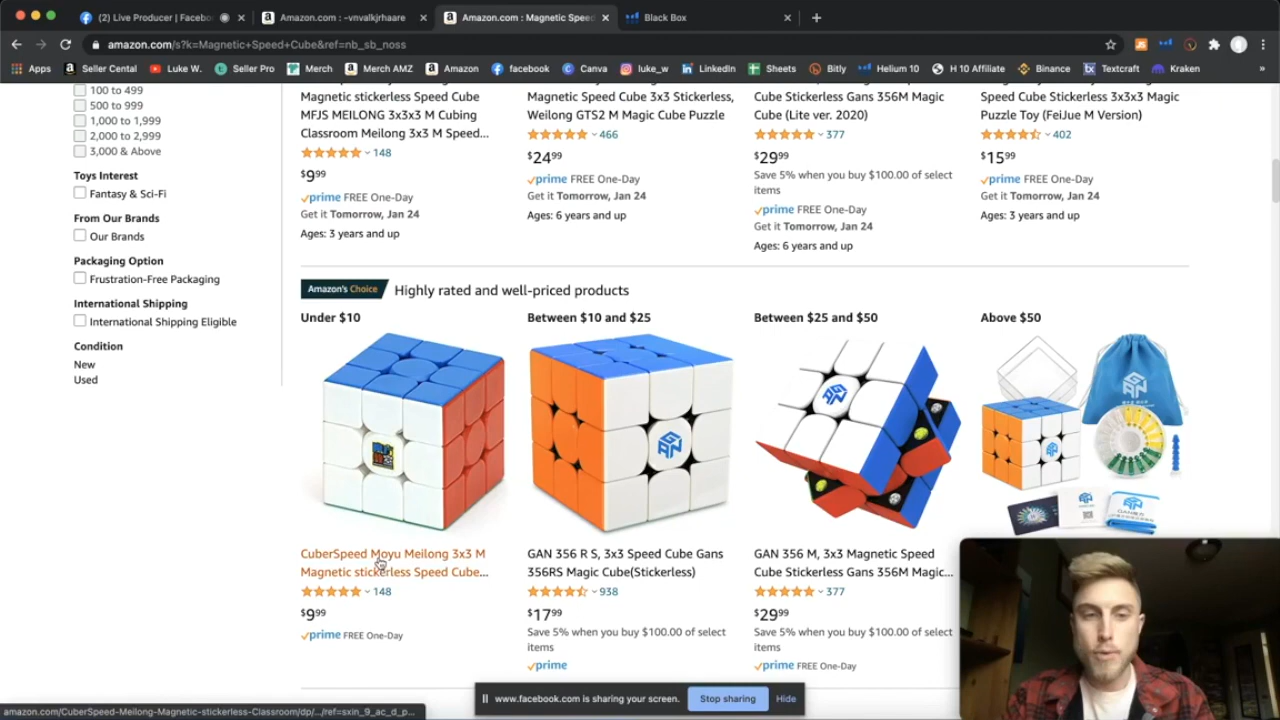 (2) Live Producer | Facebo
Amazon.com : ~vnvalkjrhaare
Amazon.com : Magnetic Speed
Black Box
amazon.com/s?k=Magnetic+Speed+Cube&ref=nb_sb_noss
Apps
Seller Cental
Luke W.
Seller Pro
Merch
Merch AMZ
Amazon
facebook
Canva
luke_w
LinkedIn
Sheets
Bitly
Helium 10
H 10 Affiliate
Binance
Textcraft
Kraken
100 to 499
500 to 999
1,000 to 1,999
2,000 to 2,999
3,000 & Above
Toys Interest
Fantasy & Sci-Fi
From Our Brands
Our Brands
Packaging Option
Frustration-Free Packaging
International Shipping
International Shipping Eligible
Condition
New
Used
Magnetic stickerless Speed Cube
MFJS MEILONG 3x3x3 M Cubing
Classroom Meilong 3x3 M Speed...
148
$9.99
prime FREE One-Day
Get it Tomorrow, Jan 24
Ages: 3 years and up
Magnetic Speed Cube 3x3 Stickerless,
Weilong GTS2 M Magic Cube Puzzle
466
$24.99
prime FREE One-Day
Get it Tomorrow, Jan 24
Ages: 6 years and up
Cube Stickerless Gans 356M Magic
Cube (Lite ver. 2020)
377
$29.99
Save 5% when you buy $100.00 of select
items
prime FREE One-Day
Get it Tomorrow, Jan 24
Ages: 6 years and up
Speed Cube 3x3x3 Magic
Puzzle Toy (FeiJue M Version)
402
$15.99
prime FREE One-Day
Get it Tomorrow, Jan 24
Ages: 3 years and up
Amazon's Choice
Highly rated and well-priced products
Under $10
CuberSpeed Moyu Meilong 3x3 M
Magnetic stickerless Speed Cube...
148
$9.99
prime FREE One-Day
Between $10 and $25
GAN
GAN 356 R S, 3x3 Speed Cube Gans
356RS Magic Cube(Stickerless)
938
$17.99
Save 5% when you buy $100.00 of select
items
prime
Between $25 and $50
GAN
GAN 356 M, 3x3 Magnetic Speed
Cube Stickerless Gans 356M Magic...
377
$29.99
Save 5% when you buy $100.00 of select
items
prime FREE One-Day
Above $50
www.facebook.com is sharing your screen.
Stop sharing
Hide
amazon.com/CuberSpeed-Meilong-Magnetic-stickerless-Classroom/dp/.../ref=sxin_9_ac_d_p...